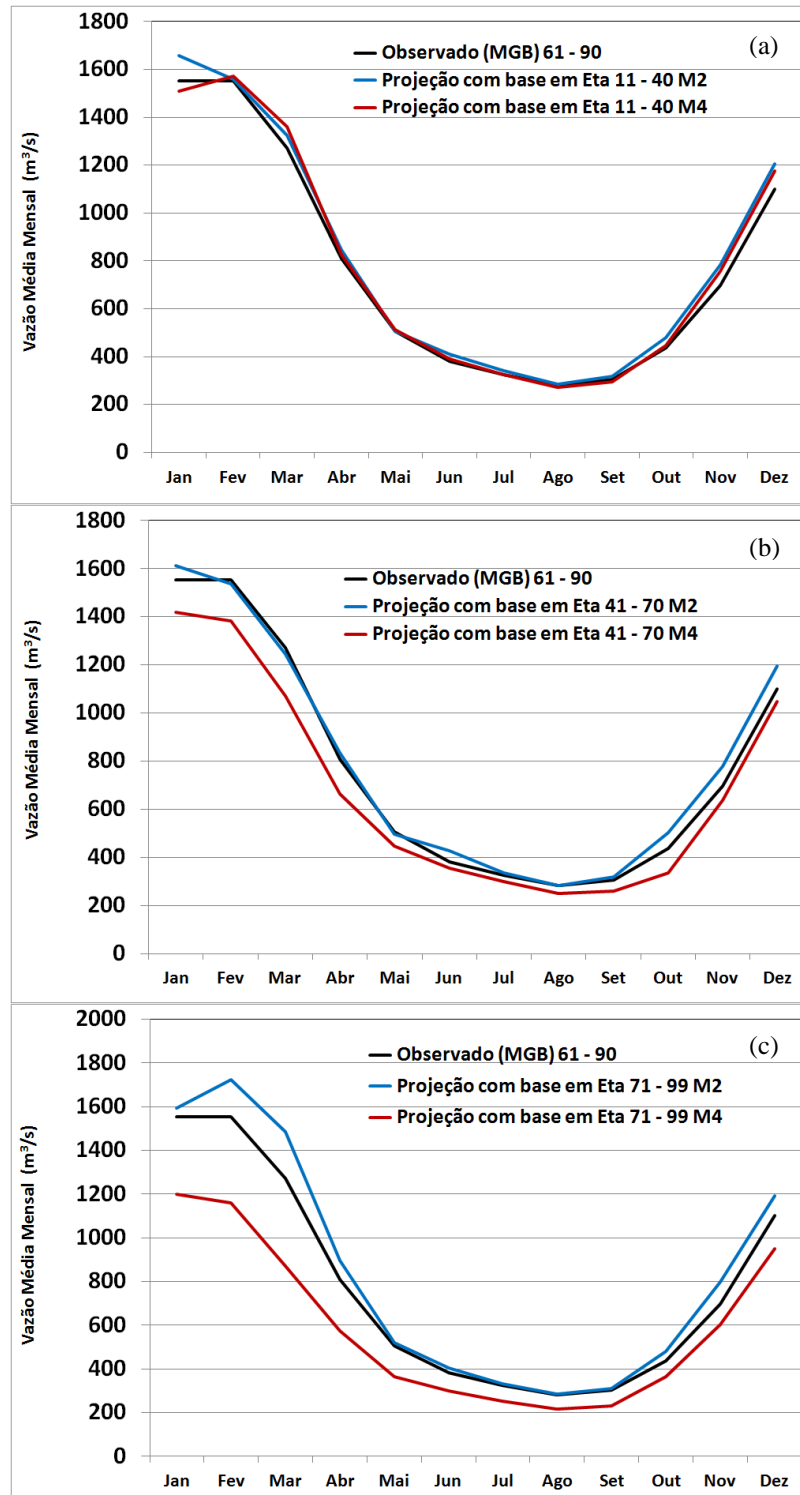 (a)
Observado (MGB) 61 - 90
Projeção com base em Eta 11 - 40 M2
Projeção com base em Eta 11 - 40 M4
Vazão Média Mensal (m³/s)
1800
1600
1400
1200
1000
800
600
400
200
0
Jan Fev Mar Abr Mai Jun Jul Ago Set Out Nov Dez
(b)
Observado (MGB) 61 - 90
Projeção com base em Eta 41 - 70 M2
Projeção com base em Eta 41 - 70 M4
Vazão Média Mensal (m³/s)
1800
1600
1400
1200
1000
800
600
400
200
0
Jan Fev Mar Abr Mai Jun Jul Ago Set Out Nov Dez
(c)
Observado (MGB) 61 - 90
Projeção com base em Eta 71 - 99 M2
Projeção com base em Eta 71 - 99 M4
Vazão Média Mensal (m³/s)
2000
1800
1600
1400
1200
1000
800
600
400
200
0
Jan Fev Mar Abr Mai Jun Jul Ago Set Out Nov Dez